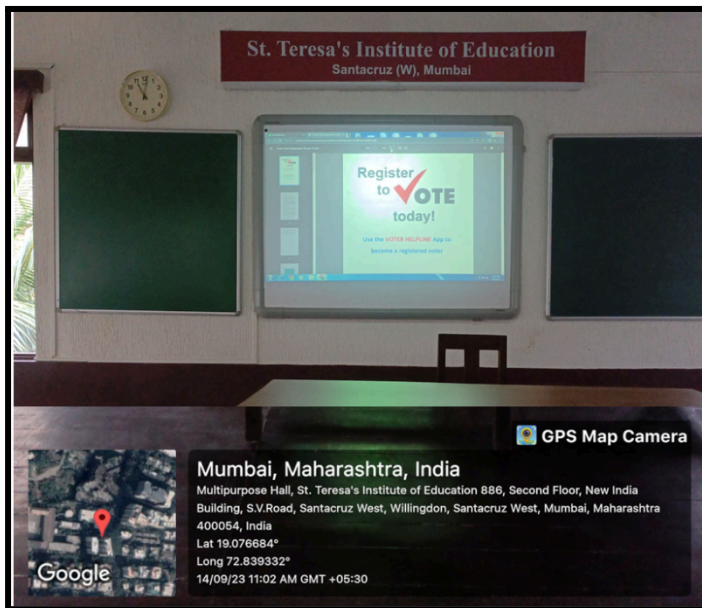 St. Teresa's Institute of Education
Santacruz (W), Mumbai
Register
to VOTE
today!
Use the VOTER HELPLINE App to
become a registered voter
GPS Map Camera
Mumbai, Maharashtra, India
Multipurpose Hall, St. Teresa's Institute of Education 886, Second Floor, New India
Building, S.V.Road, Santacruz West, Willingdon, Santacruz West, Mumbai, Maharashtra
400054, India
Lat 19.076684°
Long 72.839332°
14/09/23 11:02 AM GMT +05:30
Google